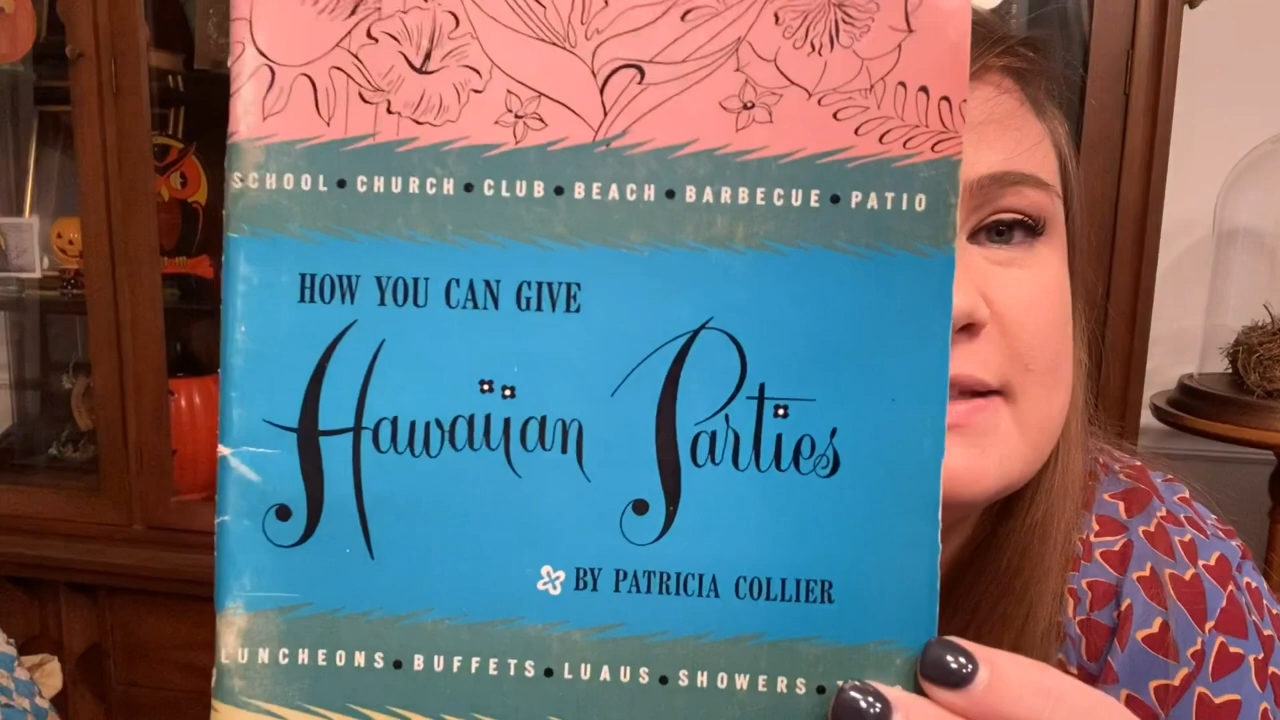 SCHOOL • CHURCH • CLUB • BEACH • BARBECUE • PATIO
HOW YOU CAN GIVE
Hawaiian Parties
BY PATRICIA COLLIER
LUNCHEONS • BUFFETS • LUAUS • SHOWERS •